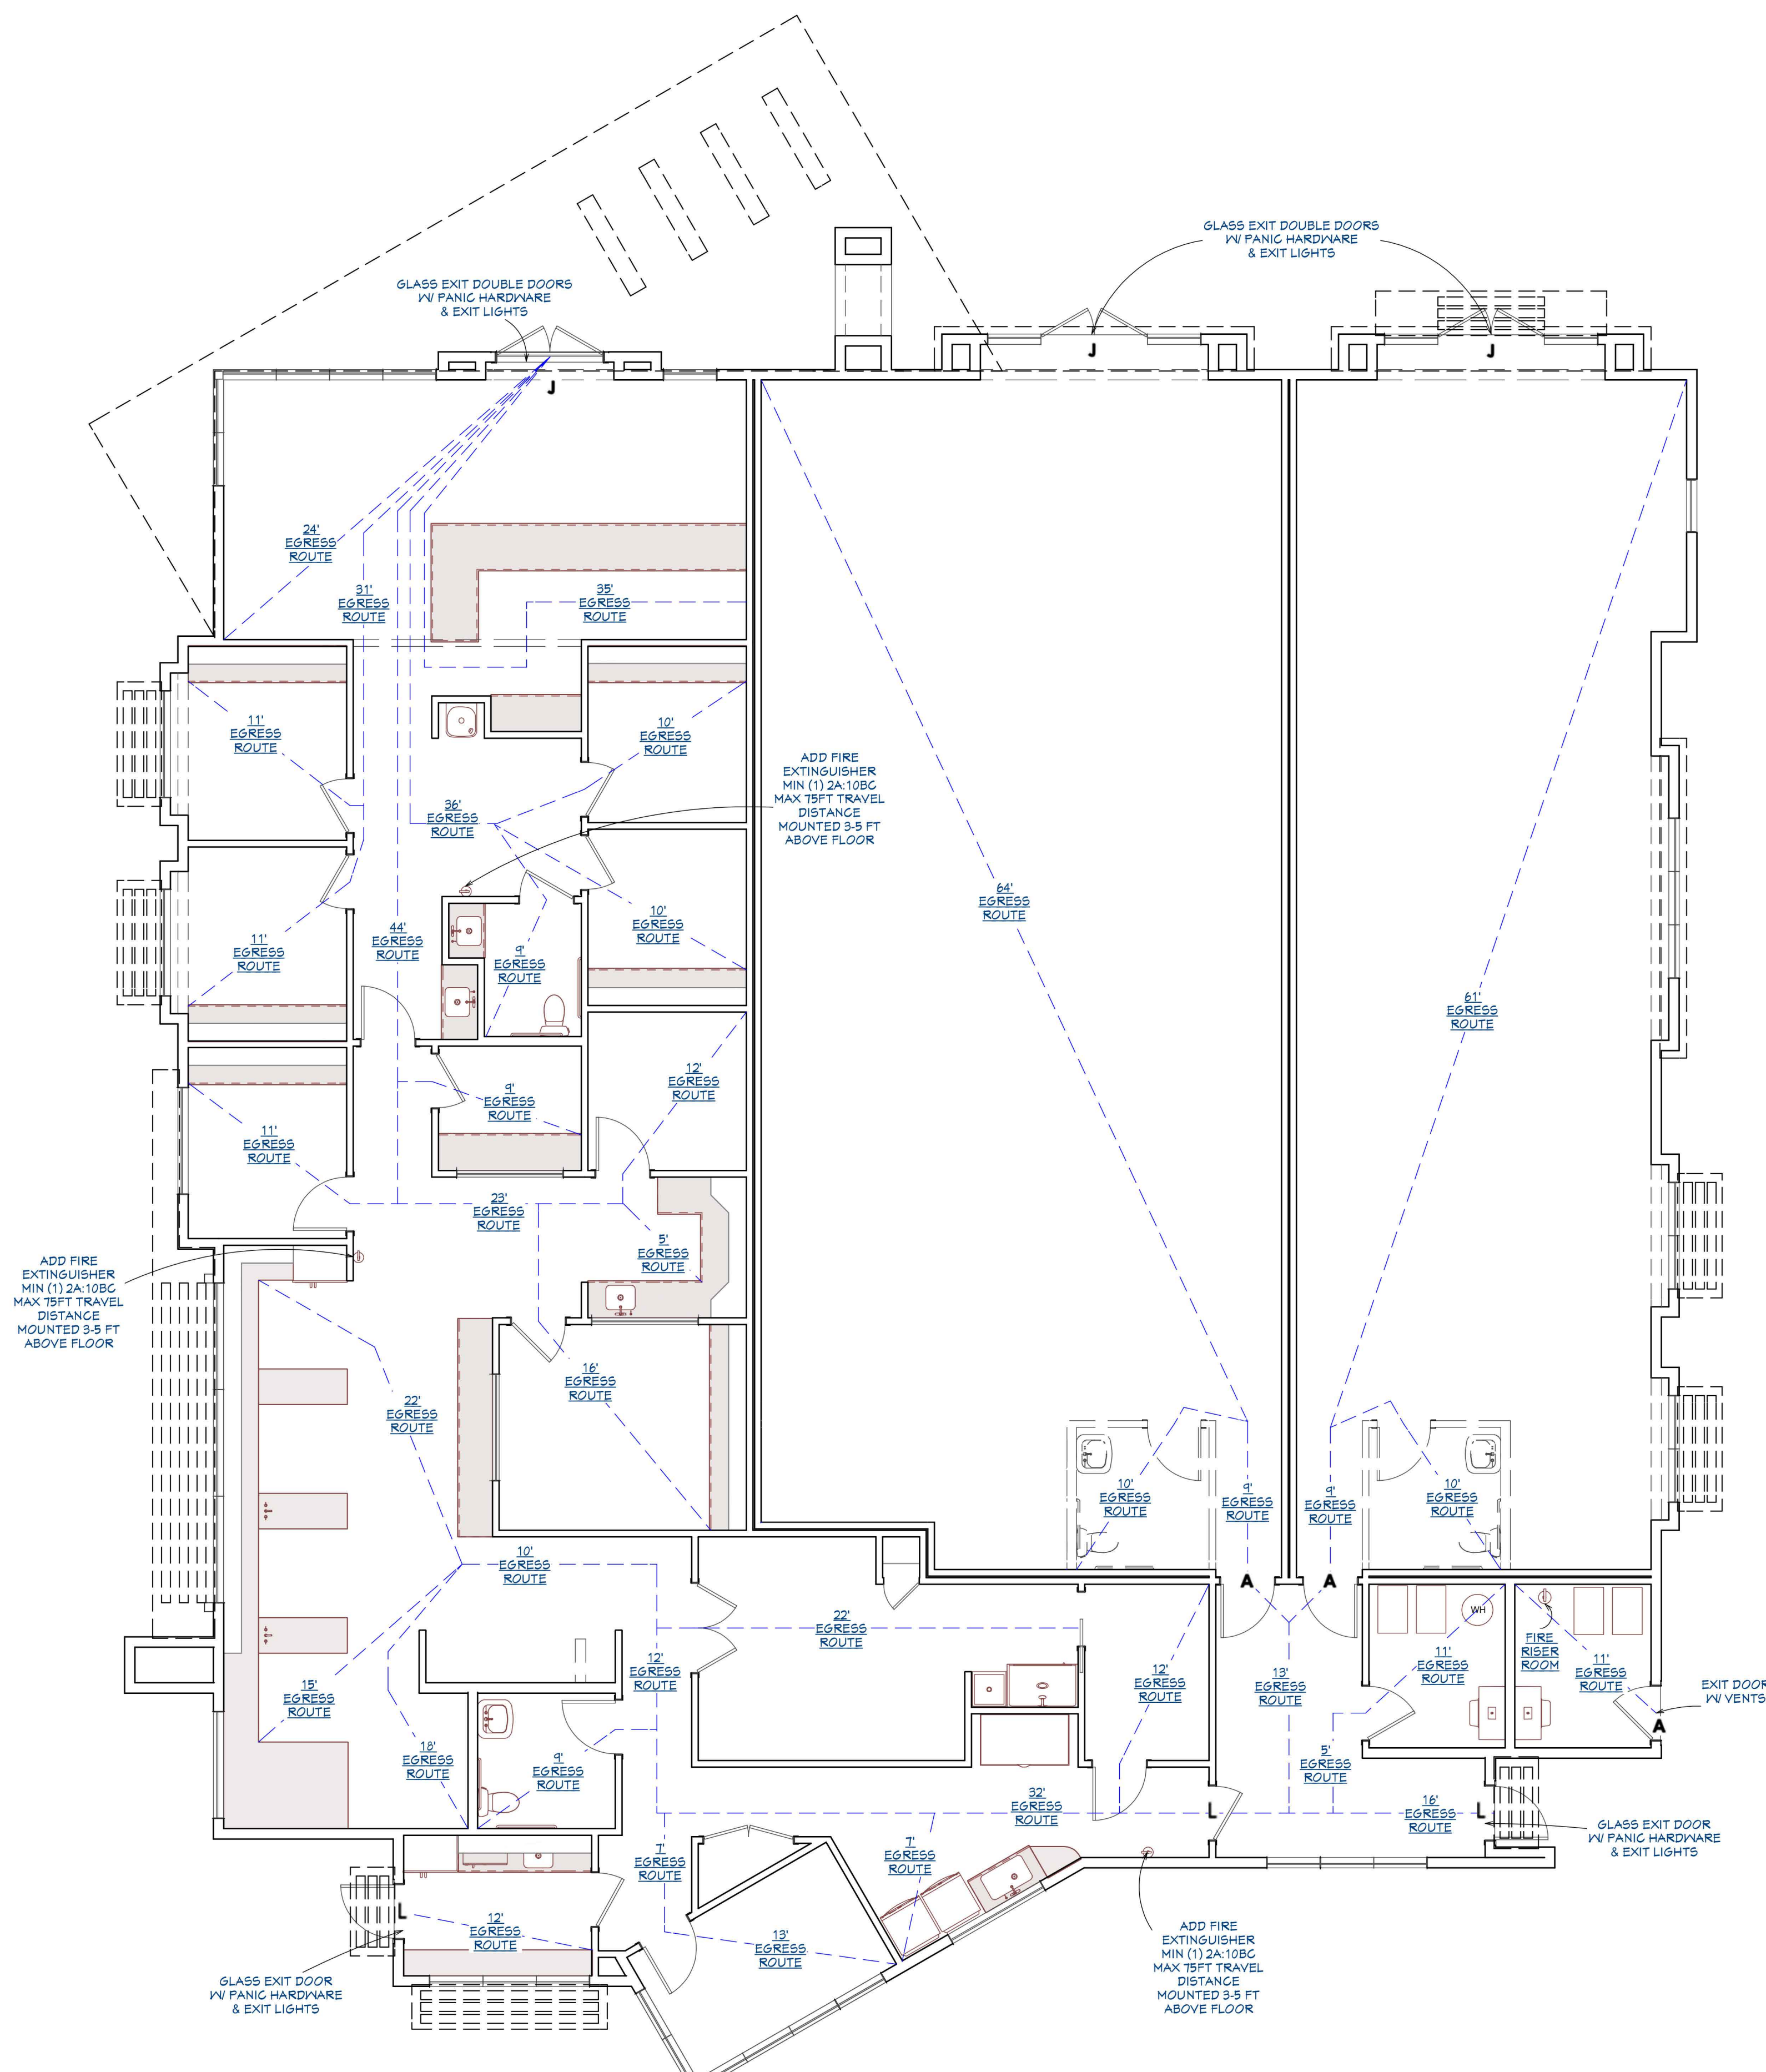 GLASS EXIT DOUBLE DOORS
W/ PANIC HARDWARE
& EXIT LIGHTS
GLASS EXIT DOUBLE DOORS
W/ PANIC HARDWARE
& EXIT LIGHTS
J
J
J
24'
EGRESS
ROUTE
31'
EGRESS
ROUTE
35'
EGRESS
ROUTE
11'
EGRESS
ROUTE
10'
EGRESS
ROUTE
ADD FIRE
EXTINGUISHER
MIN (1) 2A:10BC
MAX 75FT TRAVEL
DISTANCE
MOUNTED 3-5 FT
ABOVE FLOOR
36'
EGRESS
ROUTE
64'
EGRESS
ROUTE
11'
EGRESS
ROUTE
44'
EGRESS
ROUTE
9'
EGRESS
ROUTE
10'
EGRESS
ROUTE
61'
EGRESS
ROUTE
12'
EGRESS
ROUTE
9'
EGRESS
ROUTE
11'
EGRESS
ROUTE
23'
EGRESS
ROUTE
5'
EGRESS
ROUTE
ADD FIRE
EXTINGUISHER
MIN (1) 2A:10BC
MAX 75FT TRAVEL
DISTANCE
MOUNTED 3-5 FT
ABOVE FLOOR
16'
EGRESS
ROUTE
22'
EGRESS
ROUTE
10'
EGRESS
ROUTE
9'
EGRESS
ROUTE
9'
EGRESS
ROUTE
10'
EGRESS
ROUTE
10'
EGRESS
ROUTE
A
A
WH
22'
EGRESS
ROUTE
FIRE
RISER
ROOM
12'
EGRESS
ROUTE
12'
EGRESS
ROUTE
13'
EGRESS
ROUTE
11'
EGRESS
ROUTE
11'
EGRESS
ROUTE
15'
EGRESS
ROUTE
EXIT DOOR
W/ VENTS
A
18'
EGRESS
ROUTE
9'
EGRESS
ROUTE
5'
EGRESS
ROUTE
32'
EGRESS
ROUTE
L
16'
EGRESS
ROUTE
L
GLASS EXIT DOOR
W/ PANIC HARDWARE
& EXIT LIGHTS
7'
EGRESS
ROUTE
7'
EGRESS
ROUTE
L
12'
EGRESS
ROUTE
13'
EGRESS
ROUTE
ADD FIRE
EXTINGUISHER
MIN (1) 2A:10BC
MAX 75FT TRAVEL
DISTANCE
MOUNTED 3-5 FT
ABOVE FLOOR
GLASS EXIT DOOR
W/ PANIC HARDWARE
& EXIT LIGHTS